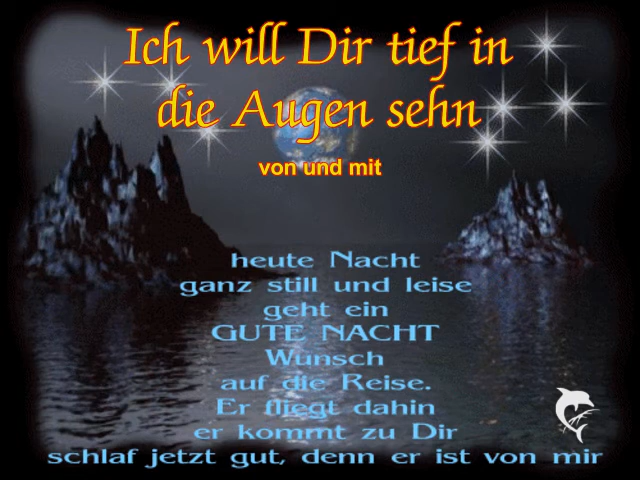 Ich will Dir tief in
die Augen sehn
von und mit
heute Nacht
ganz still und leise
geht ein
GUTE NACHT
Wunsch
auf die Reise.
Er fliegt dahin
er kommt zu Dir
schlaf jetzt gut, denn er ist von mir